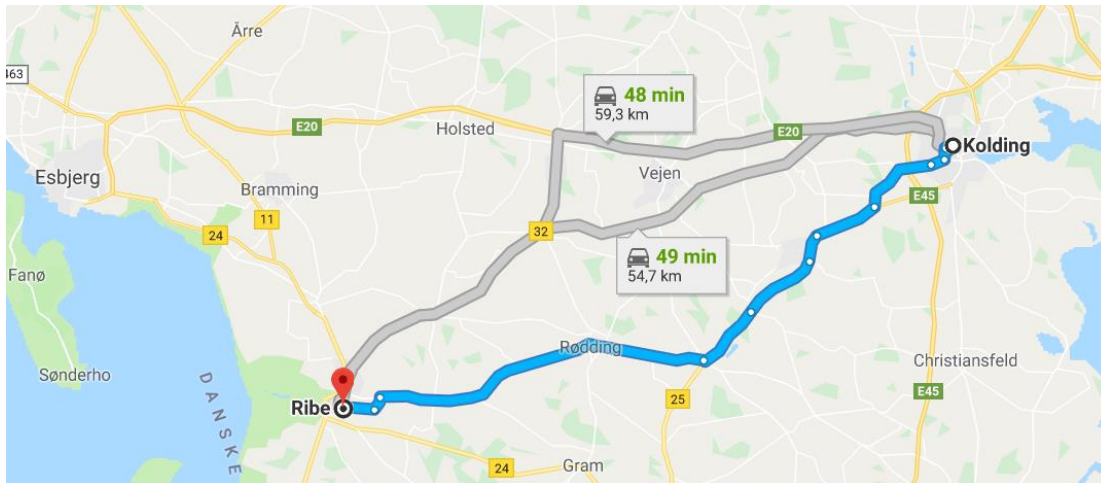 Årre
463
48 min
59,3 km
E20
Holsted
E20
Kolding
Vejen
Esbjerg
Bramming
E45
11
24
32
49 min
54,7 km
Fanø
Rødding
Christiansfeld
Sønderho
DANSKE
E45
25
Ribe
24
Gram